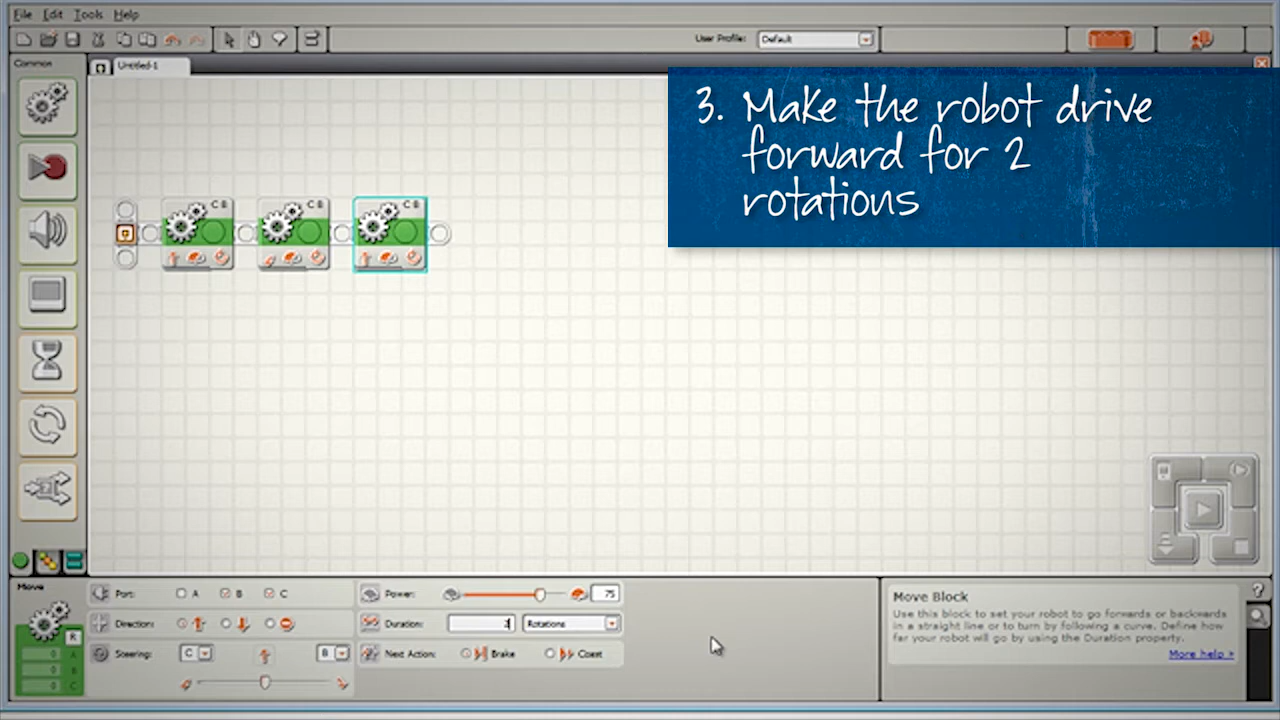 File Edit Tools Help
User Profile: Default
Common
Untitled-1
3. Make the robot drive
forward for 2
rotations
C B
C B
C B
Move
Port: A B C
Power: 75
Direction:
Duration: Rotations
Steering: C B
Next Action: Brake Coast
R
0 A
0 B
0 C
Move Block
Use this block to set your robot to go forwards or backwards
in a straight line or to turn by following a curve. Define how
far your robot will go by using the Duration property.
More help »
?